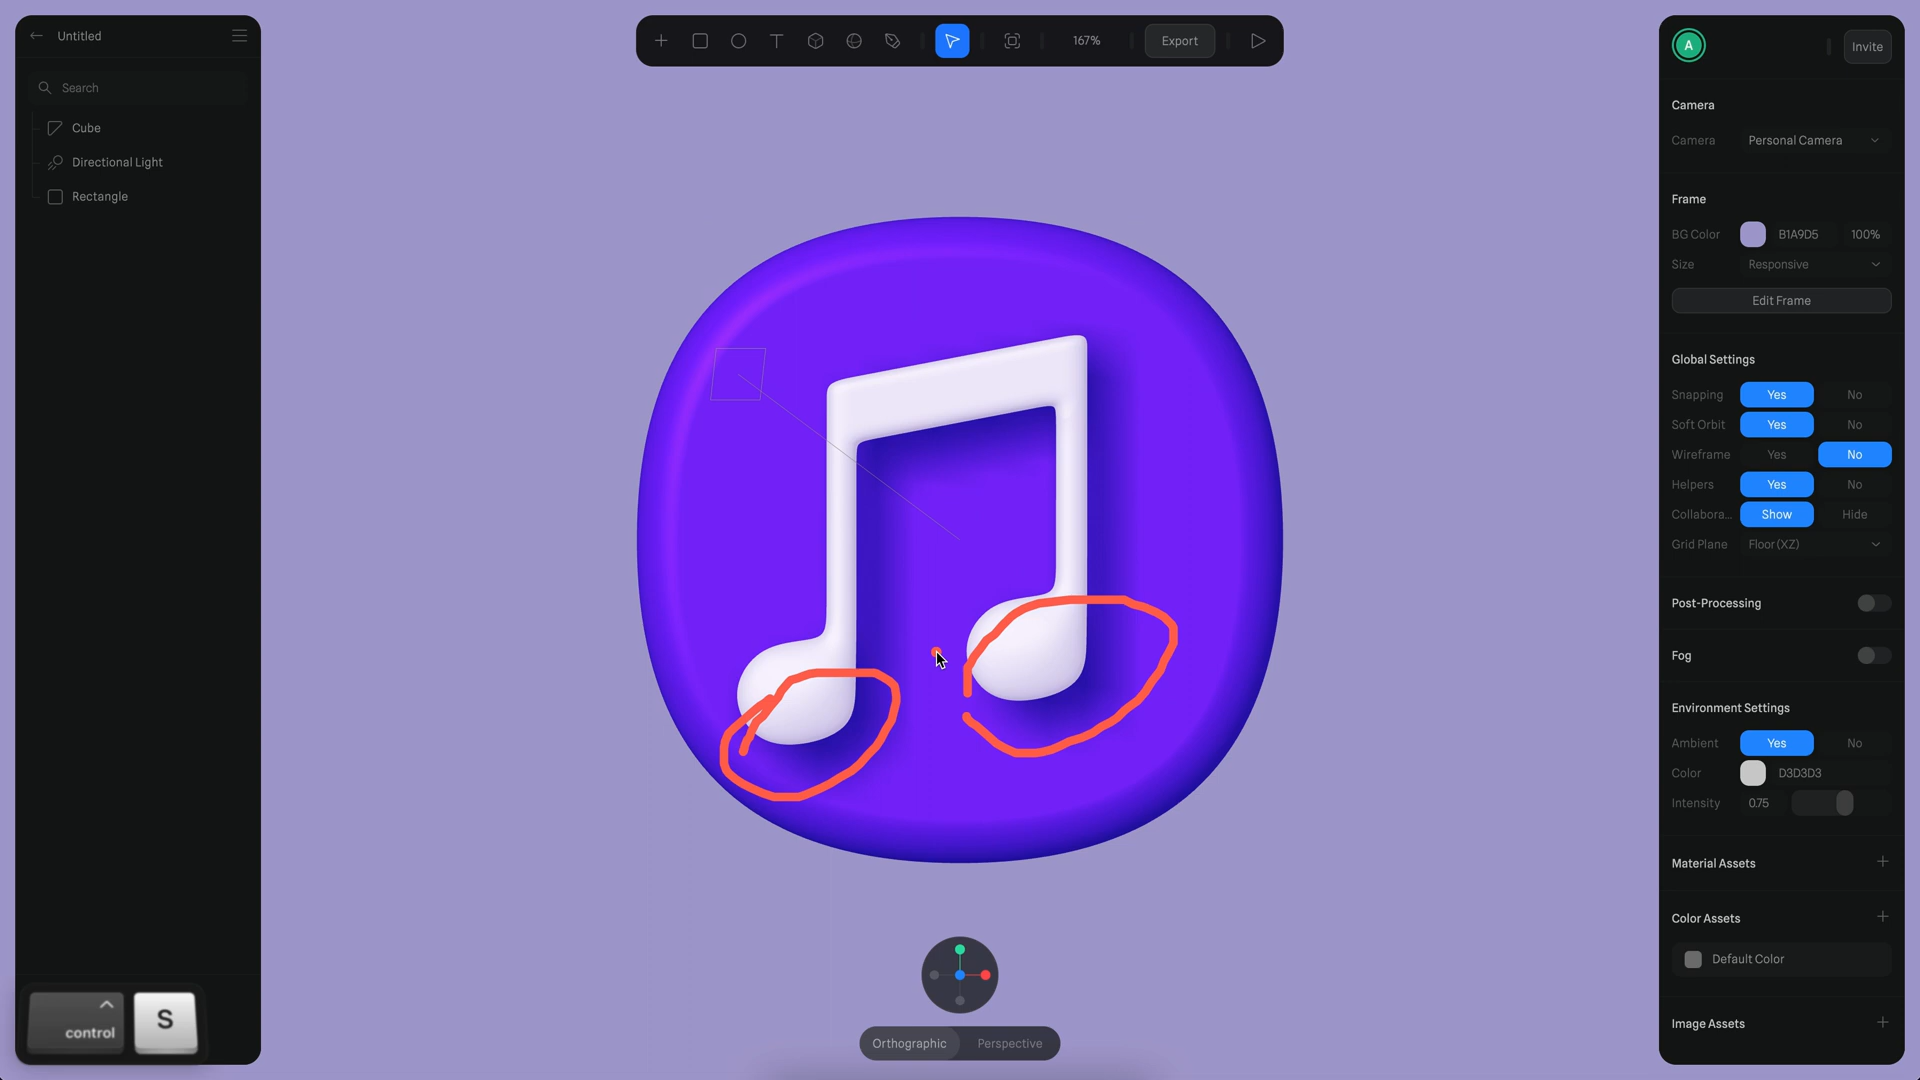 Untitled
Search
Cube
Directional Light
Rectangle
control
S
167%
Export
Orthographic
Perspective
A
Invite
Camera
Camera Personal Camera
Frame
BG Color B1A9D5 100%
Size Responsive
Edit Frame
Global Settings
Snapping Yes No
Soft Orbit Yes No
Wireframe Yes No
Helpers Yes No
Collabora... Show Hide
Grid Plane Floor (XZ)
Post-Processing
Fog
Environment Settings
Ambient Yes No
Color D3D3D3
Intensity 0.75
Material Assets
Color Assets
Default Color
Image Assets